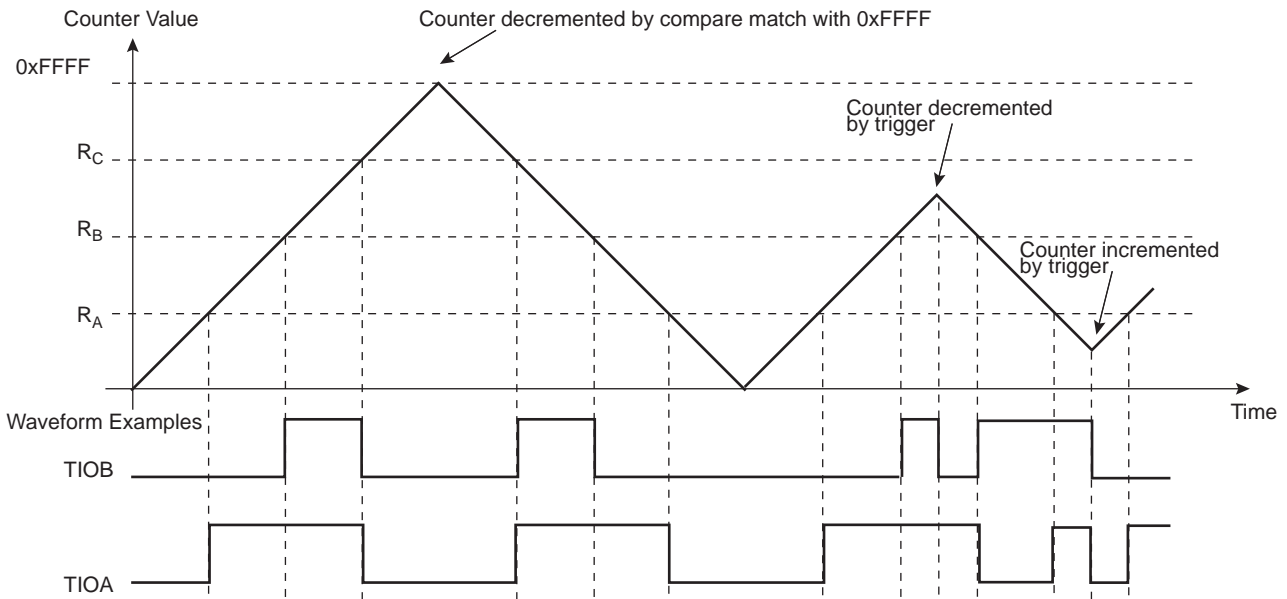 Counter Value
Counter decremented by compare match with 0xFFFF
0xFFFF
Counter decremented
by trigger
RC
RB
Counter incremented
by trigger
RA
Time
Waveform Examples
TIOB
TIOA